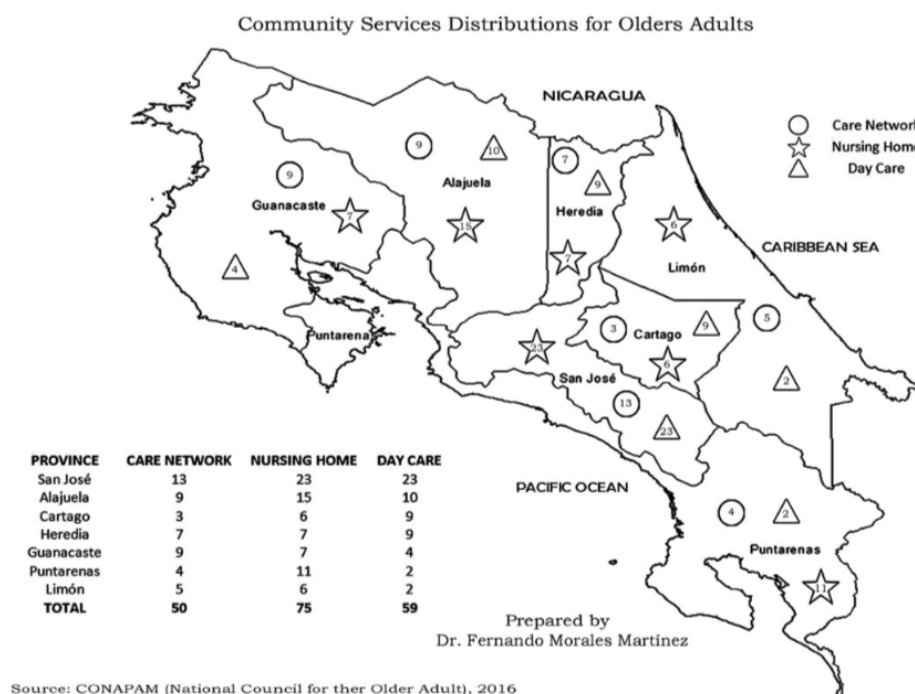 Community Services Distributions for Olders Adults
NICARAGUA
Care Network
Nursing Home
Day Care
9
9
10
7
9
Alajuela
Guanacaste
Heredia
7
15
6
7
CARIBBEAN SEA
Limón
4
Puntarenas
5
3
9
Cartago
23
6
San José
2
13
23
PROVINCE CARE NETWORK NURSING HOME DAY CARE
San José 13 23 23
Alajuela 9 15 10
Cartago 3 6 9
Heredia 7 7 9
Guanacaste 9 7 4
Puntarenas 4 11 2
Limón 5 6 2
TOTAL 50 75 59
PACIFIC OCEAN
4
2
Puntarenas
11
Prepared by
Dr. Fernando Morales Martínez
Source: CONAPAM (National Council for ther Older Adult), 2016